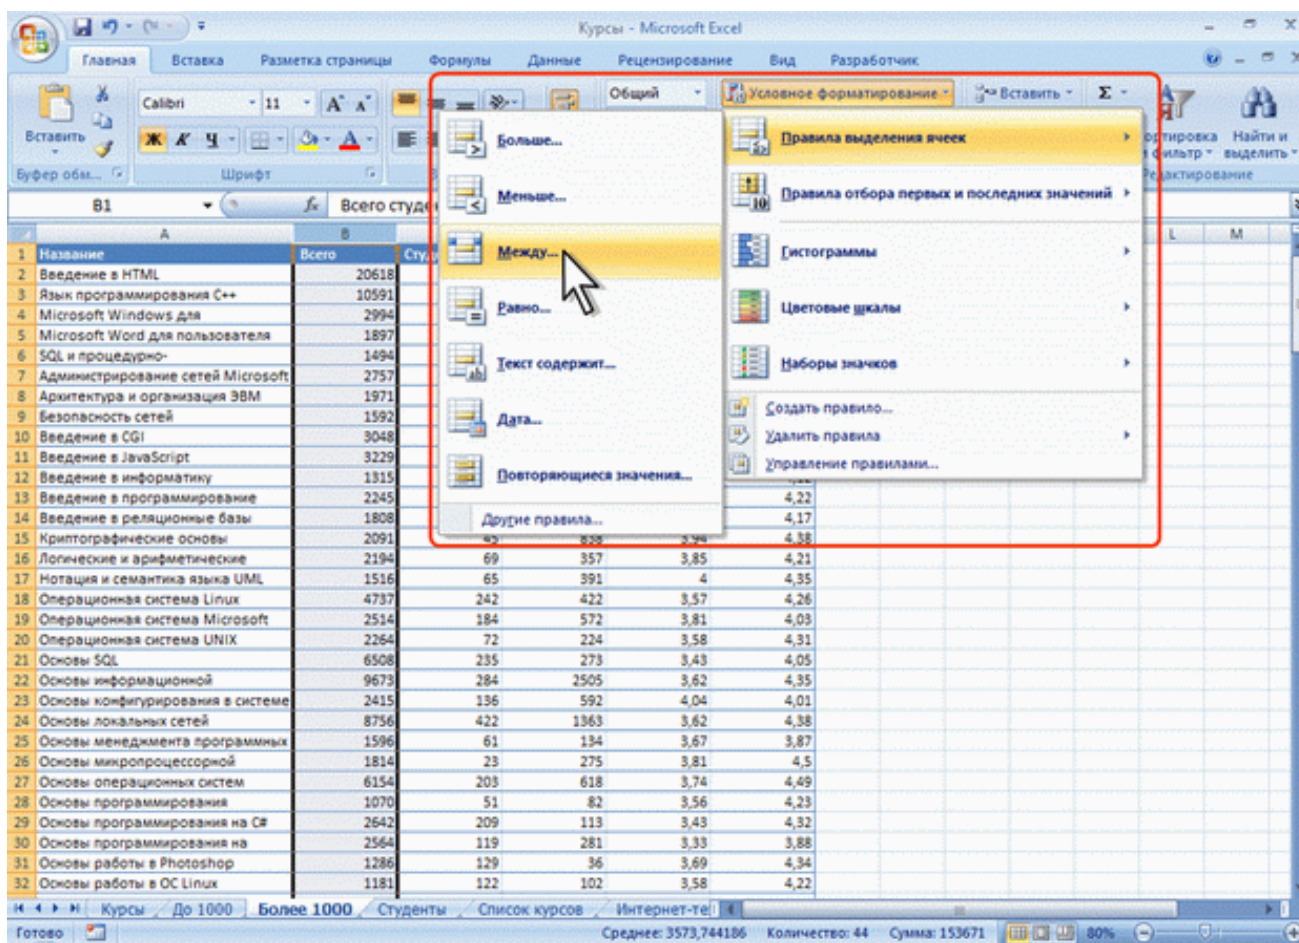 Курсы - Microsoft Excel
Главная Вставка Разметка страницы Формулы Данные Рецензирование Вид Разработчик
Calibri 11 Общий Условное форматирование Вставить Σ
Вставить Ж К Ч А Найти и
выделить
Буфер обм... Шрифт
B1 fx Всего
A B L M
1 Название Всего
2 Введение в HTML 20618
3 Язык программирования C++ 10591
4 Microsoft Windows для 2994
5 Microsoft Word для пользователя 1897
6 SQL и процедурно- 1494
7 Администрирование сетей Microsoft 2757
8 Архитектура и организация ЭВМ 1971
9 Безопасность сетей 1592
10 Введение в CGI 3048
11 Введение в JavaScript 3229
12 Введение в информатику 1315
13 Введение в программирование 2245 4,22
14 Введение в реляционные базы 1808 4,17
15 Криптографические основы 2091 45 838 3,94 4,38
16 Логические и арифметические 2194 69 357 3,85 4,21
17 Нотация и семантика языка UML 1516 65 391 4 4,35
18 Операционная система Linux 4737 242 422 3,57 4,26
19 Операционная система Microsoft 2514 184 572 3,81 4,03
20 Операционная система UNIX 2264 72 224 3,58 4,31
21 Основы SQL 6508 235 273 3,43 4,05
22 Основы информационной 9673 284 2505 3,62 4,35
23 Основы конфигурирования в системе 2415 136 592 4,04 4,01
24 Основы локальных сетей 8756 422 1363 3,62 4,38
25 Основы менеджмента программных 1596 61 134 3,67 3,87
26 Основы микропроцессорной 1814 23 275 3,81 4,5
27 Основы операционных систем 6154 203 618 3,74 4,49
28 Основы программирования 1070 51 82 3,56 4,23
29 Основы программирования на C# 2642 209 113 3,43 4,32
30 Основы программирования на 2564 119 281 3,33 3,88
31 Основы работы в Photoshop 1286 129 36 3,69 4,34
32 Основы работы в ОС Linux 1181 122 102 3,58 4,22
Больше...
Меньше...
Между...
Равно...
Текст содержит...
Дата...
Повторяющиеся значения...
Другие правила...
Правила выделения ячеек
Правила отбора первых и последних значений
Гистограммы
Цветовые шкалы
Наборы значков
Создать правило...
Удалить правила
Управление правилами...
Курсы До 1000 Более 1000 Студенты Список курсов
Готово Среднее: 3573,744186 Количество: 44 Сумма: 153671 80%